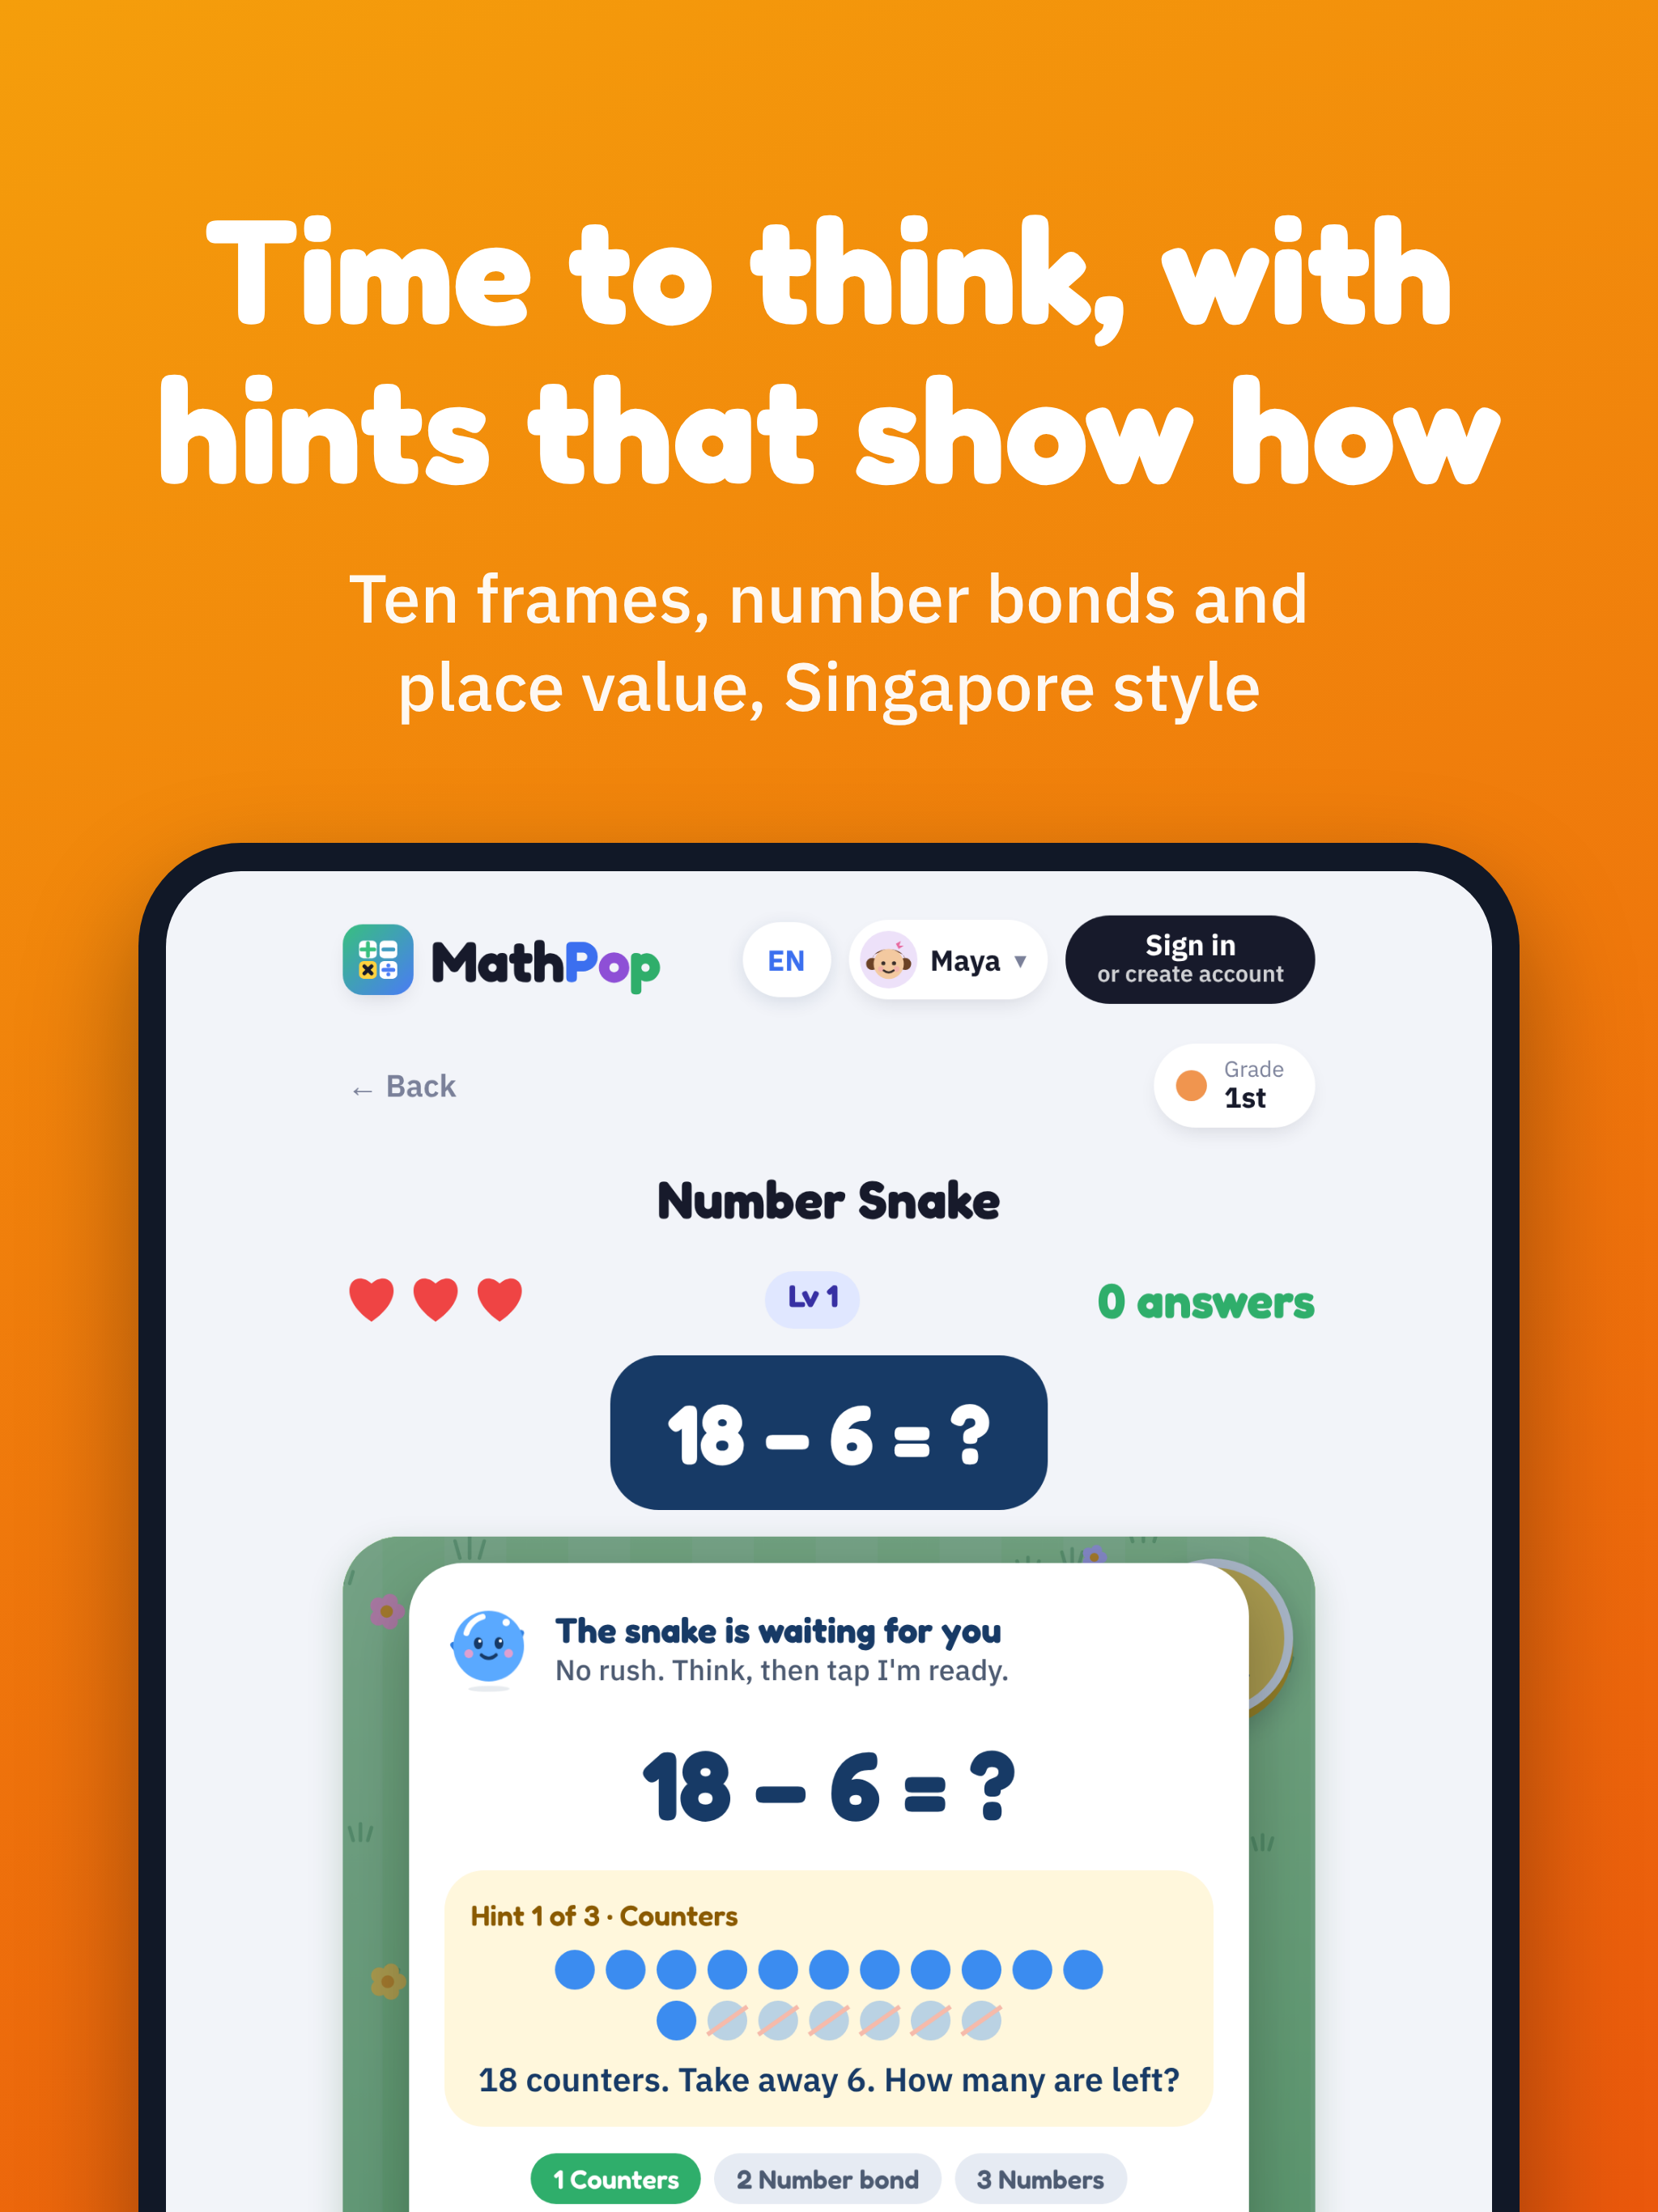 Time to think, with
hints that show how
Ten frames, number bonds and
place value, Singapore style
MathPop
EN
Maya ▾
Sign in
or create account
← Back
Grade
1st
Number Snake
Lv 1
0 answers
18 – 6 = ?
The snake is waiting for you
No rush. Think, then tap I'm ready.
18 – 6 = ?
Hint 1 of 3 · Counters
18 counters. Take away 6. How many are left?
1 Counters
2 Number bond
3 Numbers